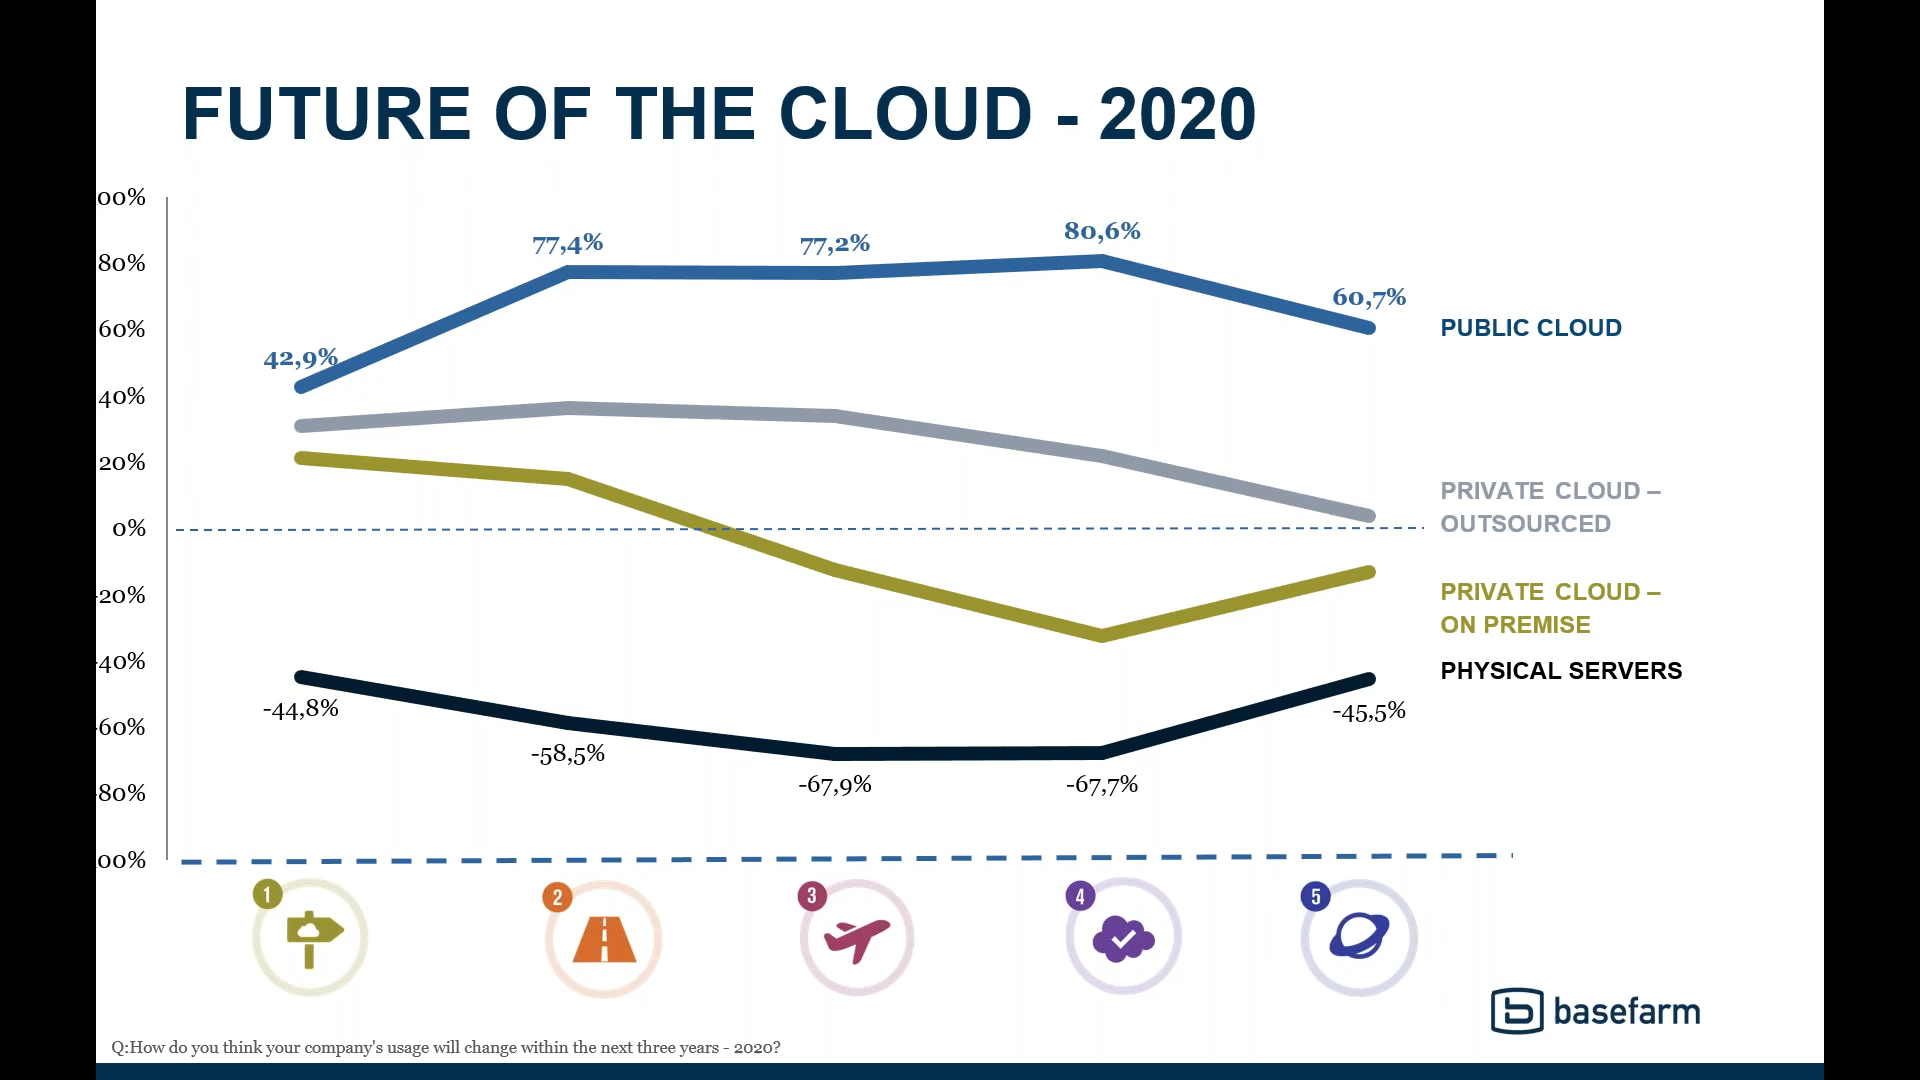 FUTURE OF THE CLOUD - 2020
00%
80%
60%
40%
20%
0%
-20%
-40%
-60%
-80%
00%
42,9%
77,4%
77,2%
80,6%
60,7%
PUBLIC CLOUD
PRIVATE CLOUD –
OUTSOURCED
PRIVATE CLOUD –
ON PREMISE
PHYSICAL SERVERS
-44,8%
-58,5%
-67,9%
-67,7%
-45,5%
1
2
3
4
5
basefarm
Q:How do you think your company's usage will change within the next three years - 2020?